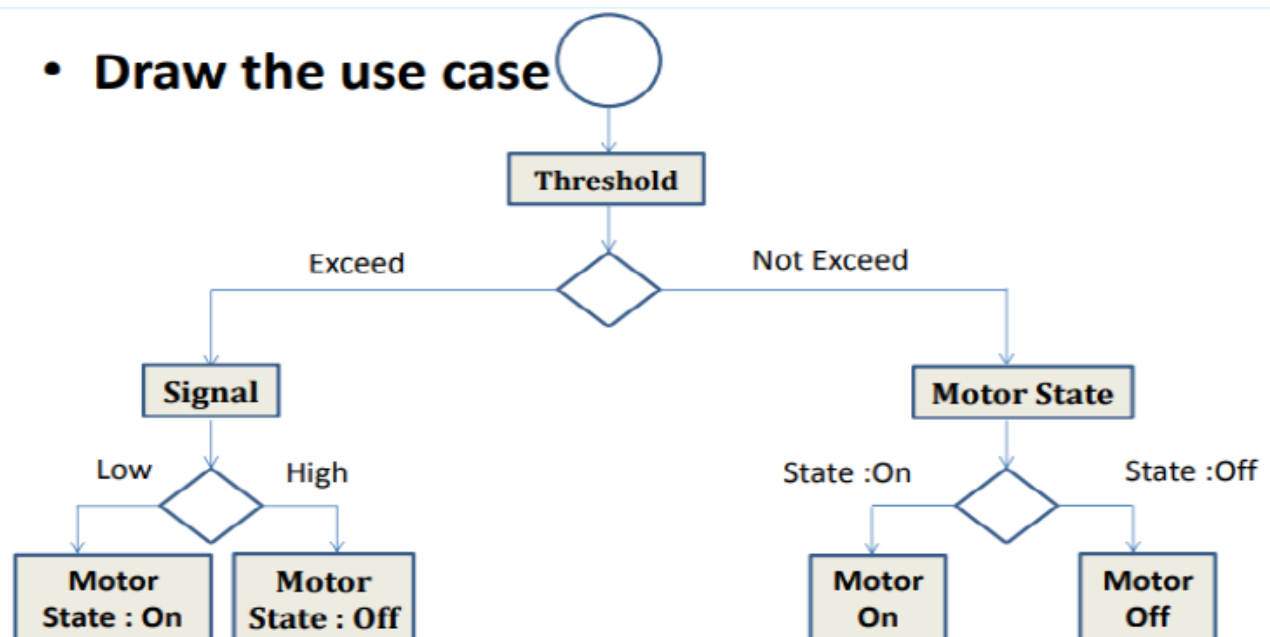 • Draw the use case
Threshold
Exceed
Not Exceed
Signal
Motor State
Low
High
State :On
State :Off
Motor
State : On
Motor
State : Off
Motor
On
Motor
Off